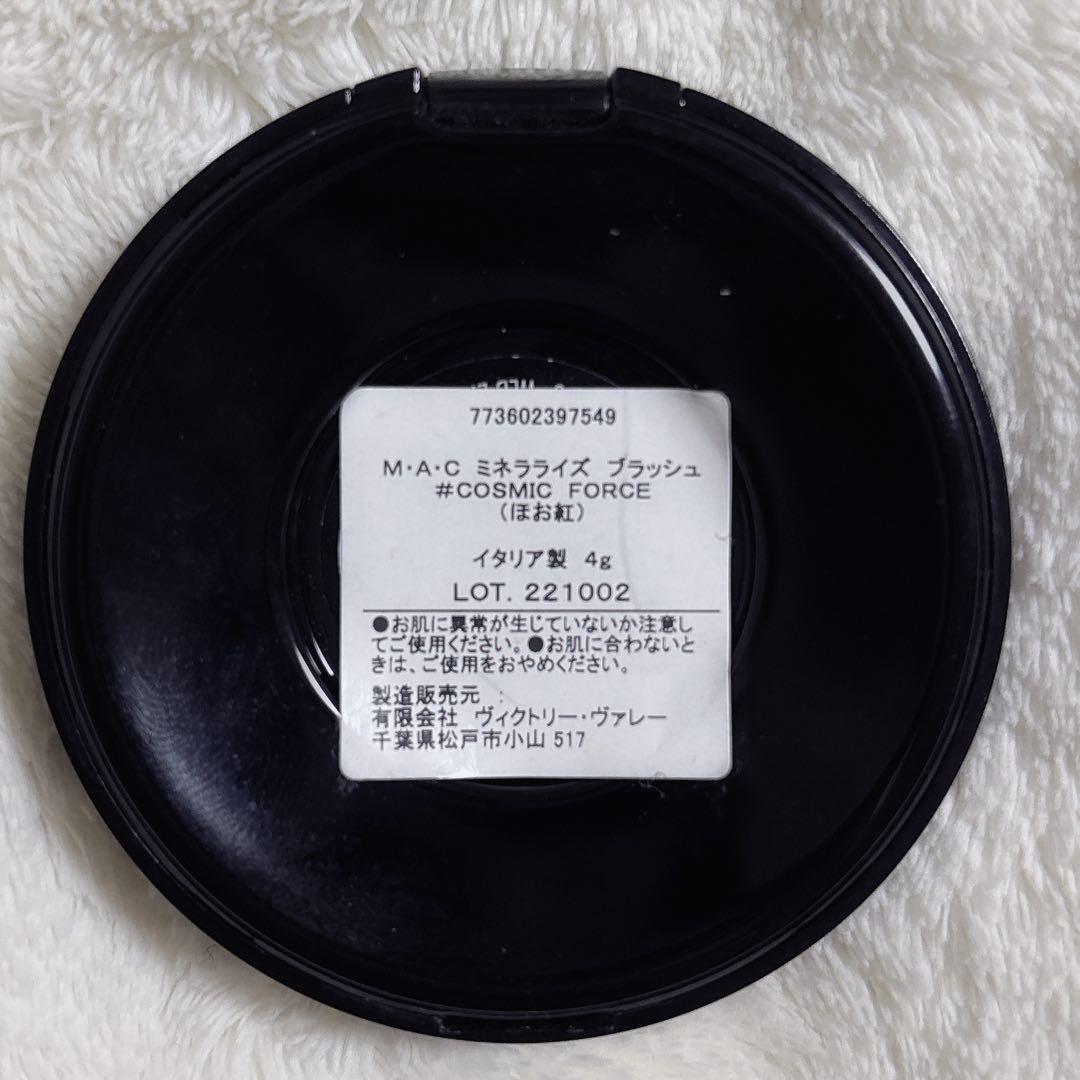 773602397549
M・A・C ミネラライズ ブラッシュ
#COSMIC FORCE
(ほお紅)
イタリア製 4g
LOT. 221002
●お肌に異常が生じていないか注意し
てご使用ください。●お肌に合わないと
きは、ご使用をおやめください。
製造販売元 :
有限会社 ヴィクトリー・ヴァレー
千葉県松戸市小山 517